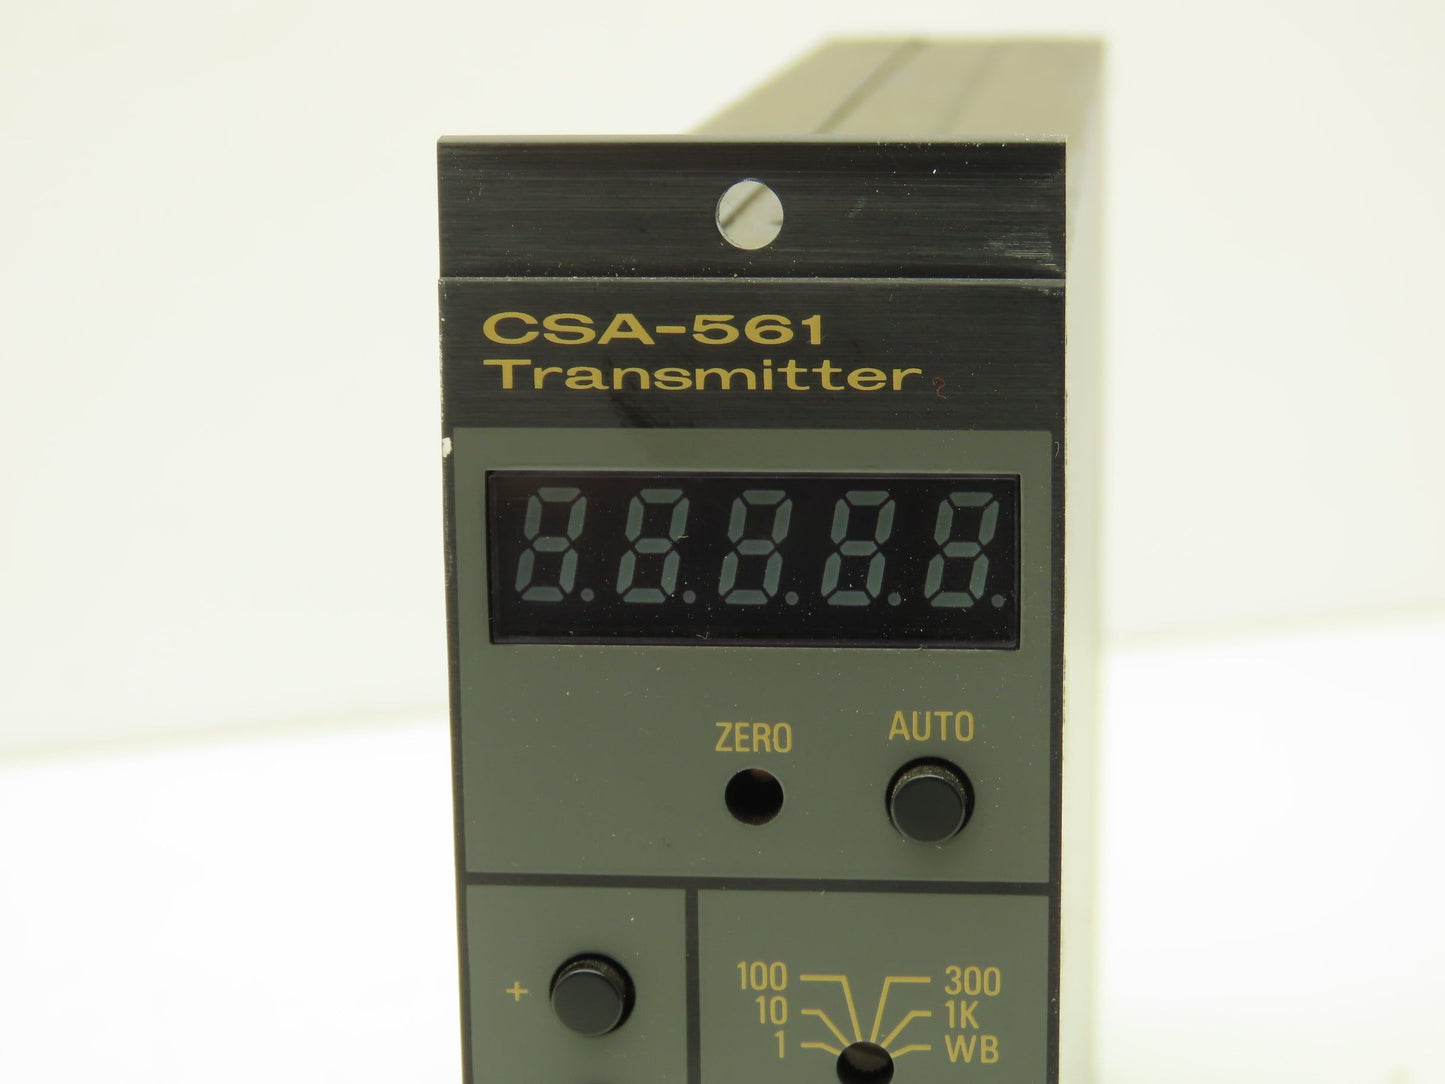 CSA-561
Transmitter
ZERO AUTO
+
100 300
10 1K
1 WB